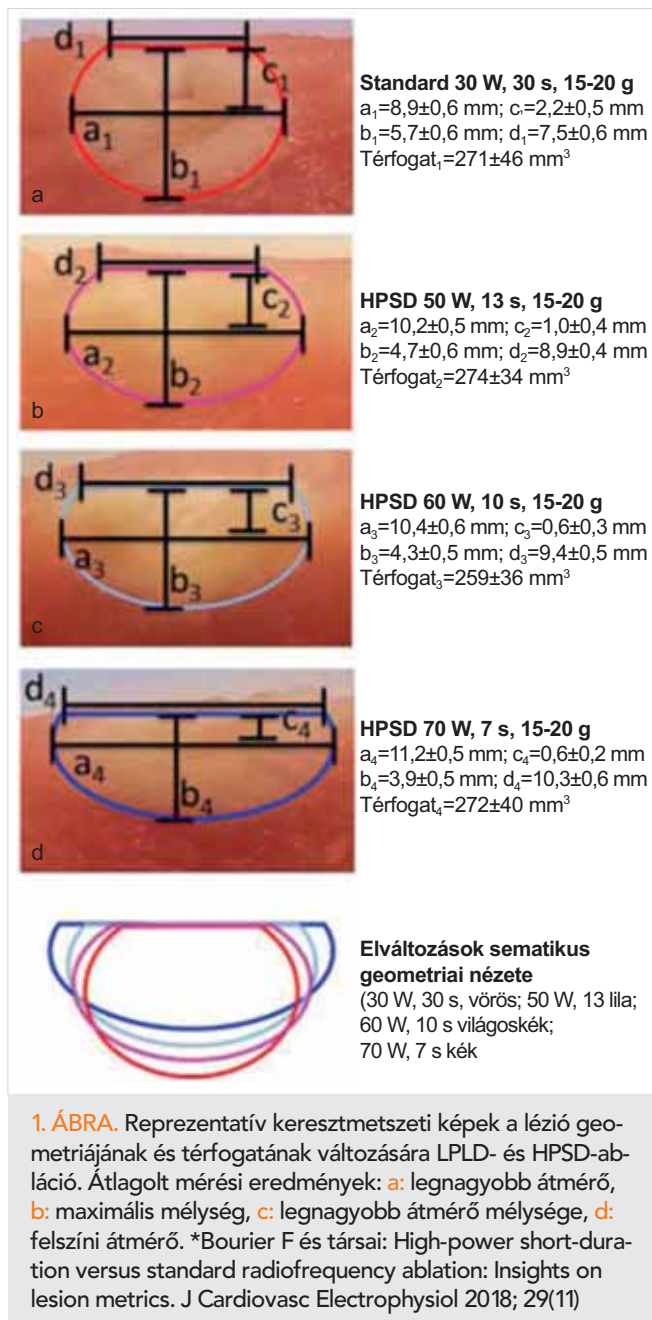 d₁
c₁
a₁
b₁
a
Standard 30 W, 30 s, 15-20 g
a₁=8,9±0,6 mm; c₁=2,2±0,5 mm
b₁=5,7±0,6 mm; d₁=7,5±0,6 mm
Térfogat₁=271±46 mm³
d₂
c₂
a₂
b₂
b
HPSD 50 W, 13 s, 15-20 g
a₂=10,2±0,5 mm; c₂=1,0±0,4 mm
b₂=4,7±0,6 mm; d₂=8,9±0,4 mm
Térfogat₂=274±34 mm³
d₃
c₃
a₃
b₃
c
HPSD 60 W, 10 s, 15-20 g
a₃=10,4±0,6 mm; c₃=0,6±0,3 mm
b₃=4,3±0,5 mm; d₃=9,4±0,5 mm
Térfogat₃=259±36 mm³
d₄
c₄
a₄
b₄
d
HPSD 70 W, 7 s, 15-20 g
a₄=11,2±0,5 mm; c₄=0,6±0,2 mm
b₄=3,9±0,5 mm; d₄=10,3±0,6 mm
Térfogat₄=272±40 mm³
Elváltozások sematikus
geometriai nézete
(30 W, 30 s, vörös; 50 W, 13 lila;
60 W, 10 s világoskék;
70 W, 7 s kék
1. ÁBRA. Reprezentatív keresztmetszeti képek a lézió geo-
metriájának és térfogatának változására LPLD- és HPSD-ab-
láció. Átlagolt mérési eredmények: a: legnagyobb átmérő,
b: maximális mélység, c: legnagyobb átmérő mélysége, d:
felszíni átmérő. *Bourier F és társai: High-power short-dura-
tion versus standard radiofrequency ablation: Insights on
lesion metrics. J Cardiovasc Electrophysiol 2018; 29(11)